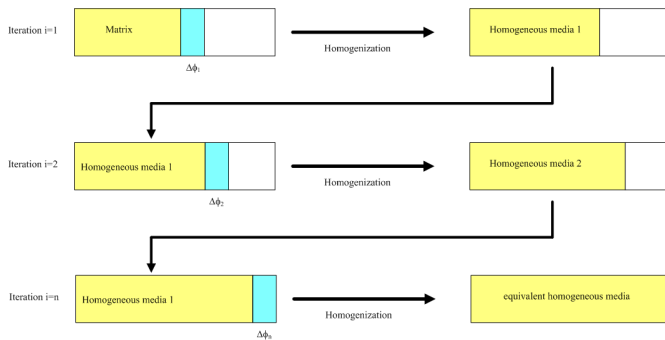 Iteration i=1
Matrix
Homogenization
Homogeneous media 1
Δϕ1
Iteration i=2
Homogeneous media 1
Homogenization
Homogeneous media 2
Δϕ2
Iteration i=n
Homogeneous media 1
Homogenization
equivalent homogeneous media
Δϕn